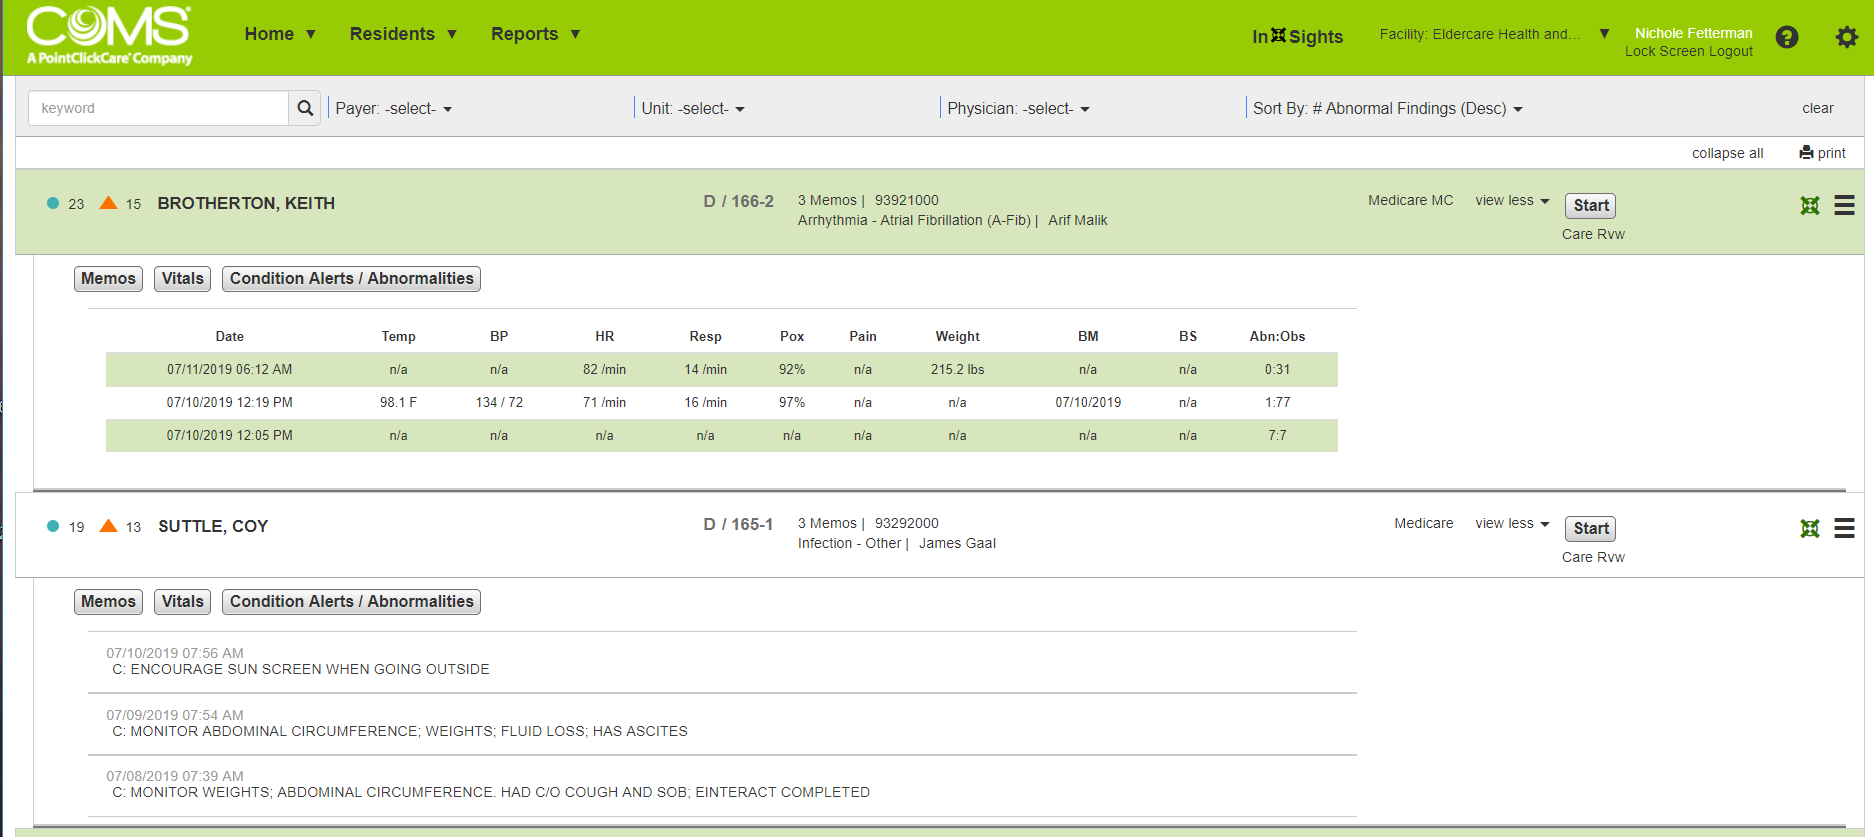 COMS
A PointClickCare® Company
Home ▼ Residents ▼ Reports ▼
InSights
Facility: Eldercare Health and... ▼
Nichole Fetterman
Lock Screen Logout
keyword
Payer: -select-
Unit: -select-
Physician: -select-
Sort By: # Abnormal Findings (Desc)
clear
collapse all print
23 15 BROTHERTON, KEITH D / 166-2 3 Memos | 93921000 Medicare MC view less Start
Arrhythmia - Atrial Fibrillation (A-Fib) | Arif Malik
Care Rvw
Memos Vitals Condition Alerts / Abnormalities
Date Temp BP HR Resp Pox Pain Weight BM BS Abn:Obs
07/11/2019 06:12 AM n/a n/a 82 /min 14 /min 92% n/a 215.2 lbs n/a n/a 0:31
07/10/2019 12:19 PM 98.1 F 134 / 72 71 /min 16 /min 97% n/a n/a 07/10/2019 n/a 1:77
07/10/2019 12:05 PM n/a n/a n/a n/a n/a n/a n/a n/a n/a 7:7
19 13 SUTTLE, COY D / 165-1 3 Memos | 93292000 Medicare view less Start
Infection - Other | James Gaal
Care Rvw
Memos Vitals Condition Alerts / Abnormalities
07/10/2019 07:56 AM
C: ENCOURAGE SUN SCREEN WHEN GOING OUTSIDE
07/09/2019 07:54 AM
C: MONITOR ABDOMINAL CIRCUMFERENCE; WEIGHTS; FLUID LOSS; HAS ASCITES
07/08/2019 07:39 AM
C: MONITOR WEIGHTS; ABDOMINAL CIRCUMFERENCE. HAD C/O COUGH AND SOB; EINTERACT COMPLETED